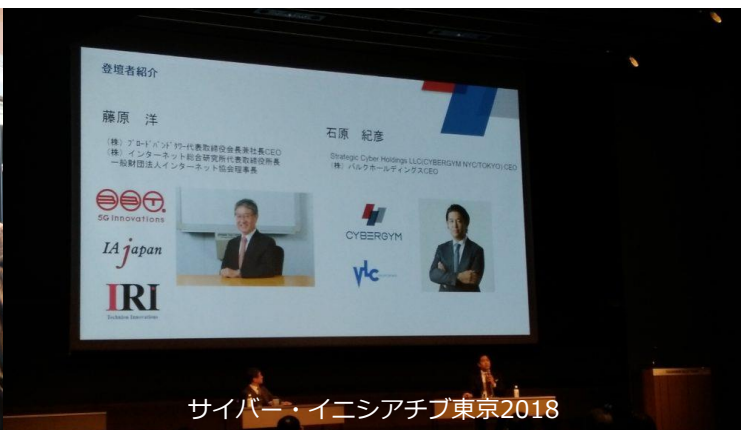 登壇者紹介
藤原 洋
(株) ブロードバンドタワー代表取締役会長兼社長CEO
(株) インターネット総合研究所代表取締役所長
一般財団法人インターネット協会理事長
石原 紀彦
Strategic Cyber Holdings LLC(CYBERGYM NYC/TOKYO) CEO
(株) バルクホールディングスCEO
BBT.
5G Innovations
IAjapan
IRI
Technical Innovations
CYBERGYM
VLC
サイバー・イニシアチブ東京2018